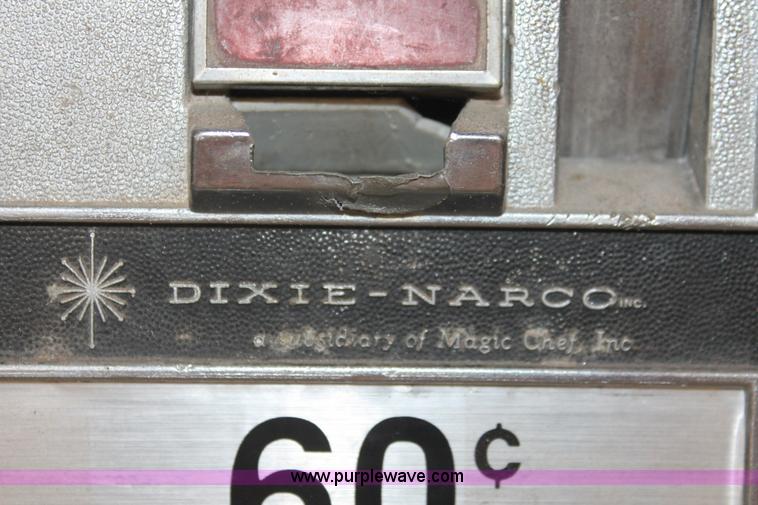 DIXIE-NARCO INC.
a subsidiary of Magic Chef, Inc.
60¢
www.purplewave.com